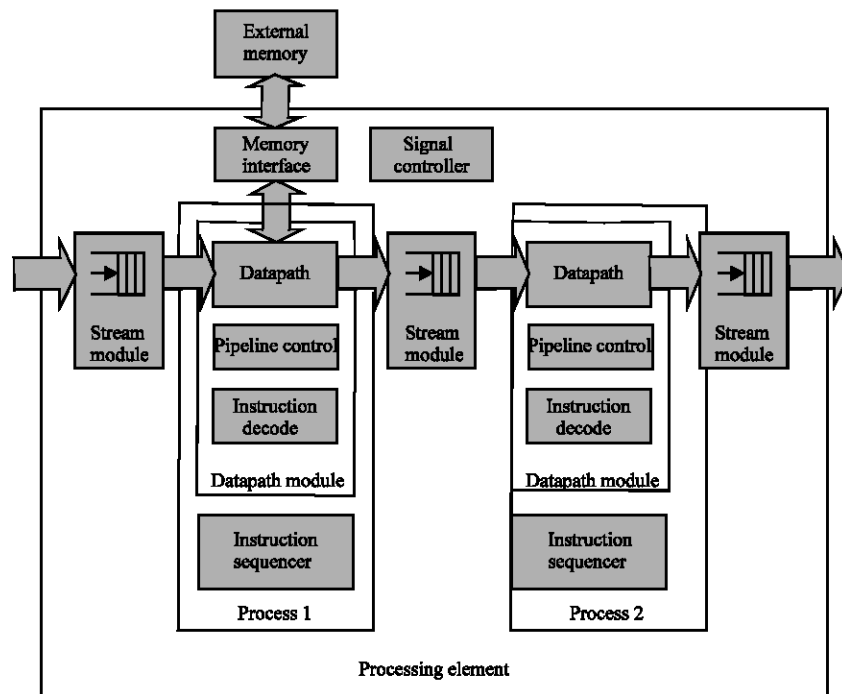 External
memory
Memory
interface
Signal
controller
Stream
module
Datapath
Pipeline control
Instruction
decode
Datapath module
Instruction
sequencer
Process 1
Stream
module
Datapath
Pipeline control
Instruction
decode
Datapath module
Instruction
sequencer
Process 2
Stream
module
Processing element